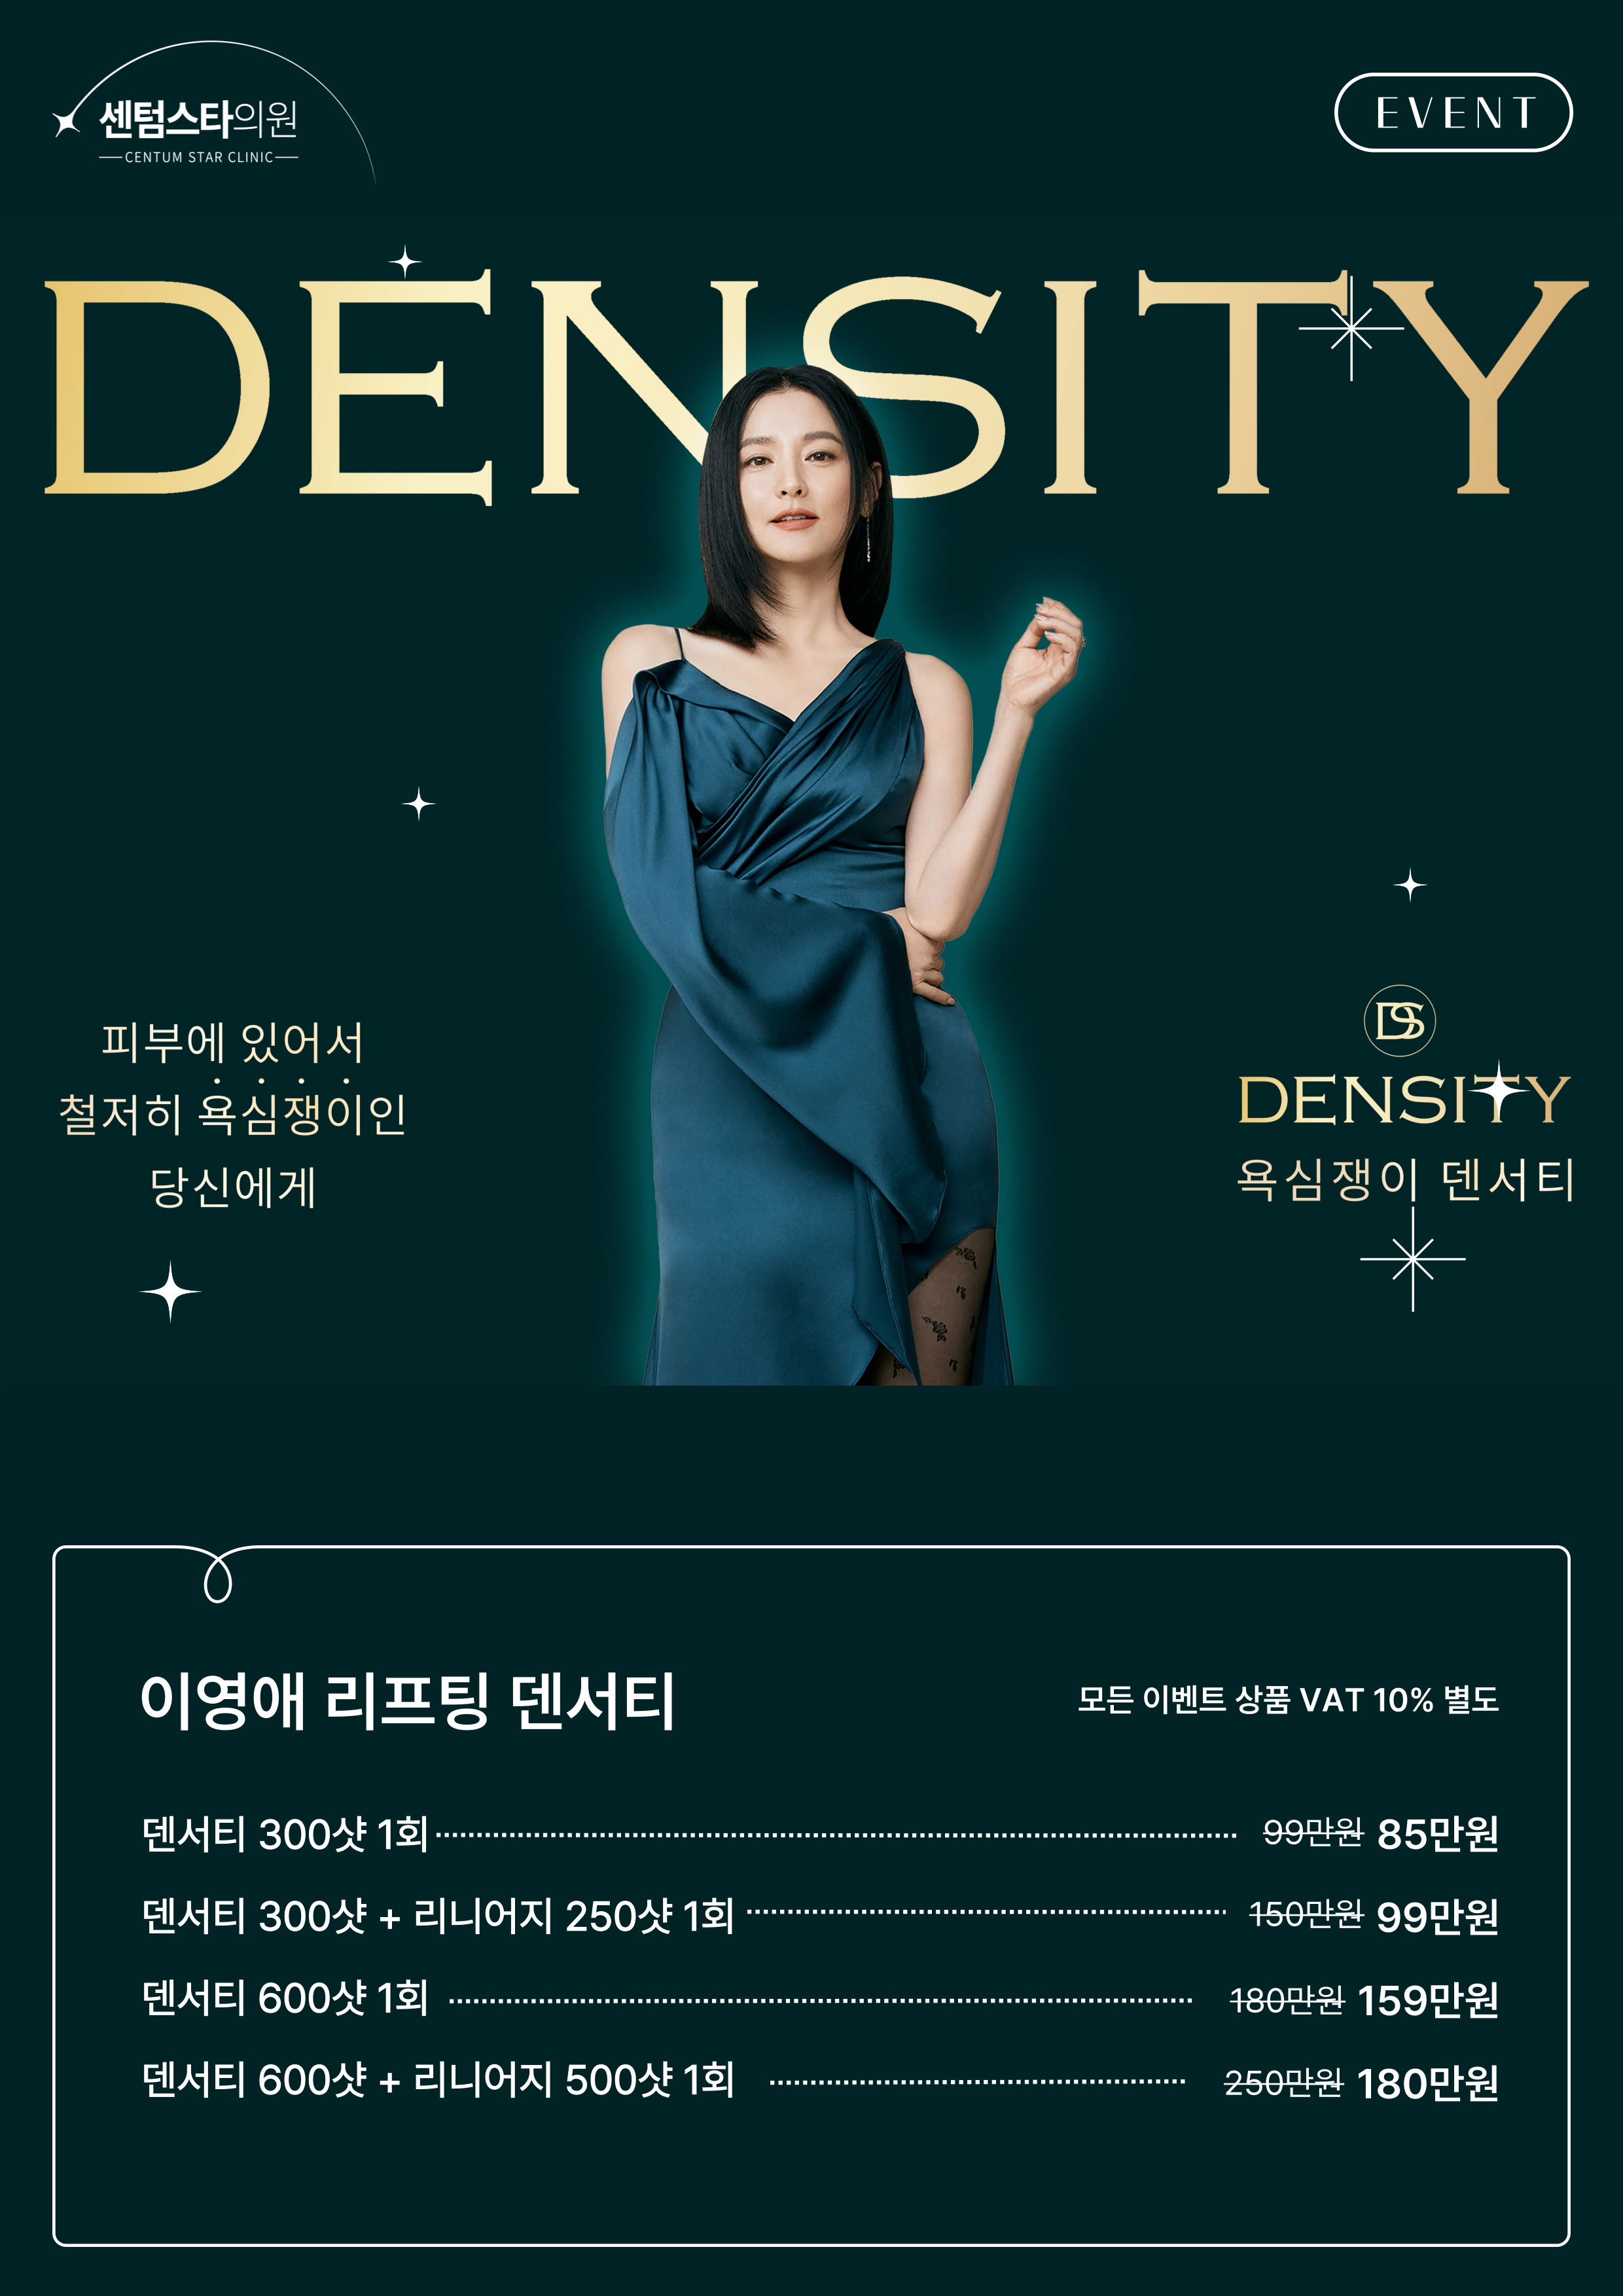 센텀스타의원
CENTUM STAR CLINIC
EVENT
DENSITY
피부에 있어서
철저히 욕심쟁이인
당신에게
DS
DENSITY
욕심쟁이 덴서티
이영애 리프팅 덴서티
모든 이벤트 상품 VAT 10% 별도
덴서티 300샷 1회 99만원 85만원
덴서티 300샷 + 리니어지 250샷 1회 150만원 99만원
덴서티 600샷 1회 180만원 159만원
덴서티 600샷 + 리니어지 500샷 1회 250만원 180만원